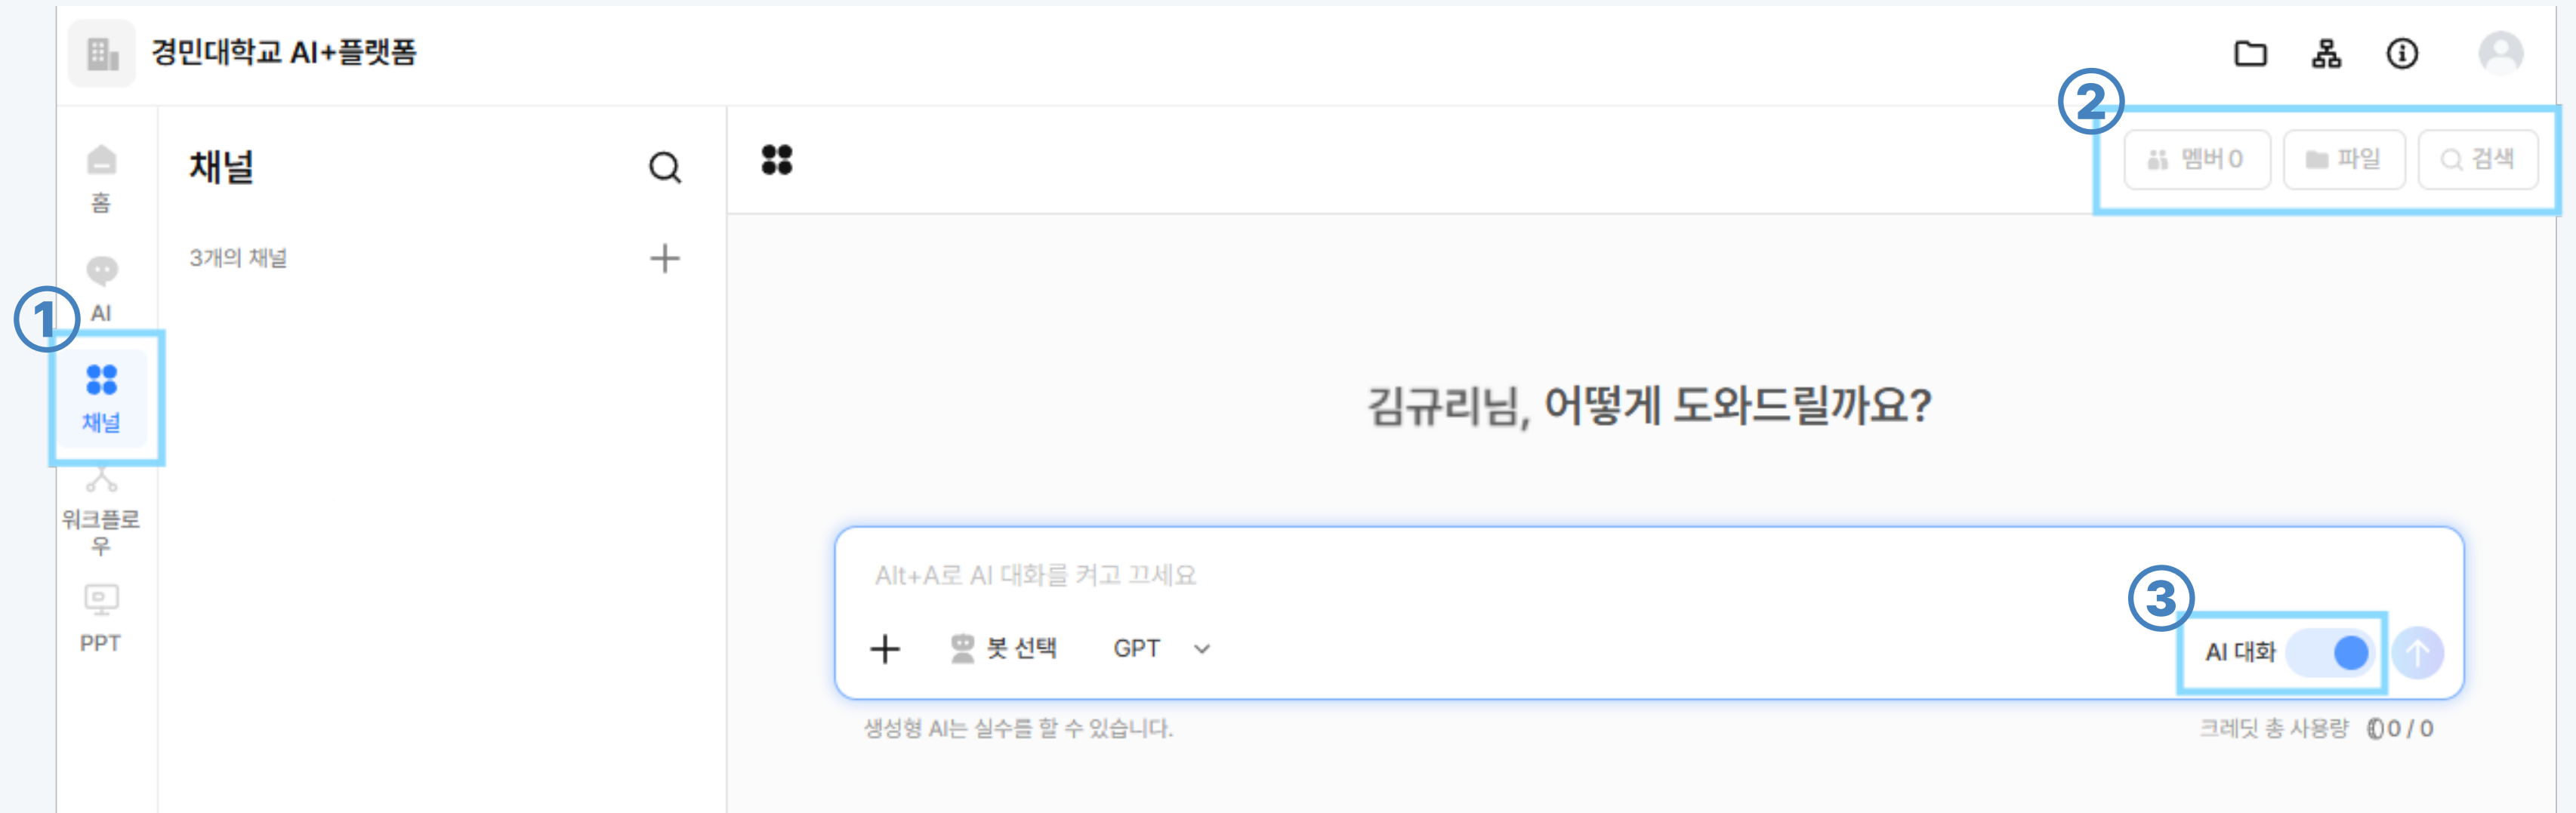 경민대학교 AI+플랫폼
②
멤버 0
파일
검색
홈
AI
①
채널
워크플로
우
PPT
채널
3개의 채널
김규리님, 어떻게 도와드릴까요?
Alt+A로 AI 대화를 켜고 끄세요
봇 선택
GPT
③
AI 대화
생성형 AI는 실수를 할 수 있습니다.
크레딧 총 사용량 0 / 0